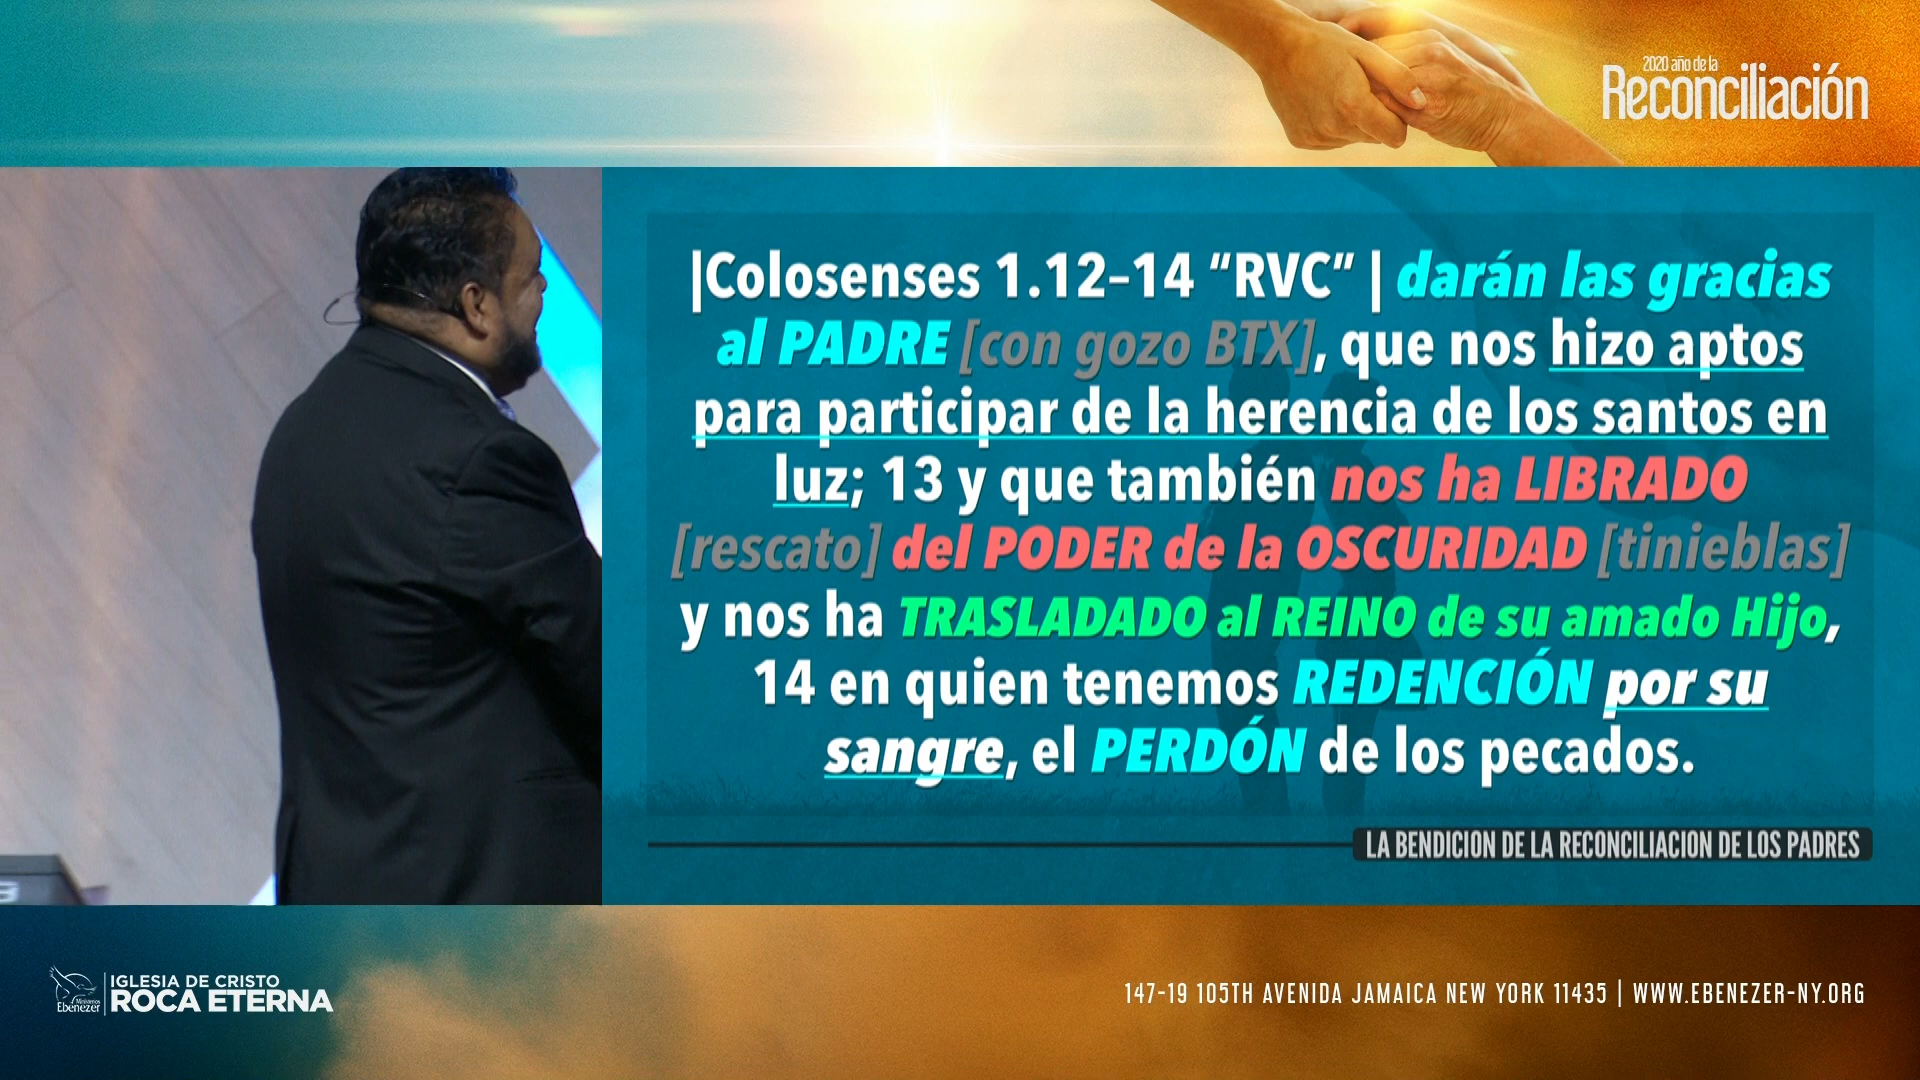 2020 año de la
Reconciliación
|Colosenses 1.12–14 “RVC” | darán las gracias
al PADRE [con gozo BTX], que nos hizo aptos
para participar de la herencia de los santos en
luz; 13 y que también nos ha LIBRADO
[rescato] del PODER de la OSCURIDAD [tinieblas]
y nos ha TRASLADADO al REINO de su amado Hijo,
14 en quien tenemos REDENCIÓN por su
sangre, el PERDÓN de los pecados.
LA BENDICION DE LA RECONCILIACION DE LOS PADRES
Ministerios
Ebenezer
IGLESIA DE CRISTO
ROCA ETERNA
147-19 105TH AVENIDA JAMAICA NEW YORK 11435 | WWW.EBENEZER-NY.ORG